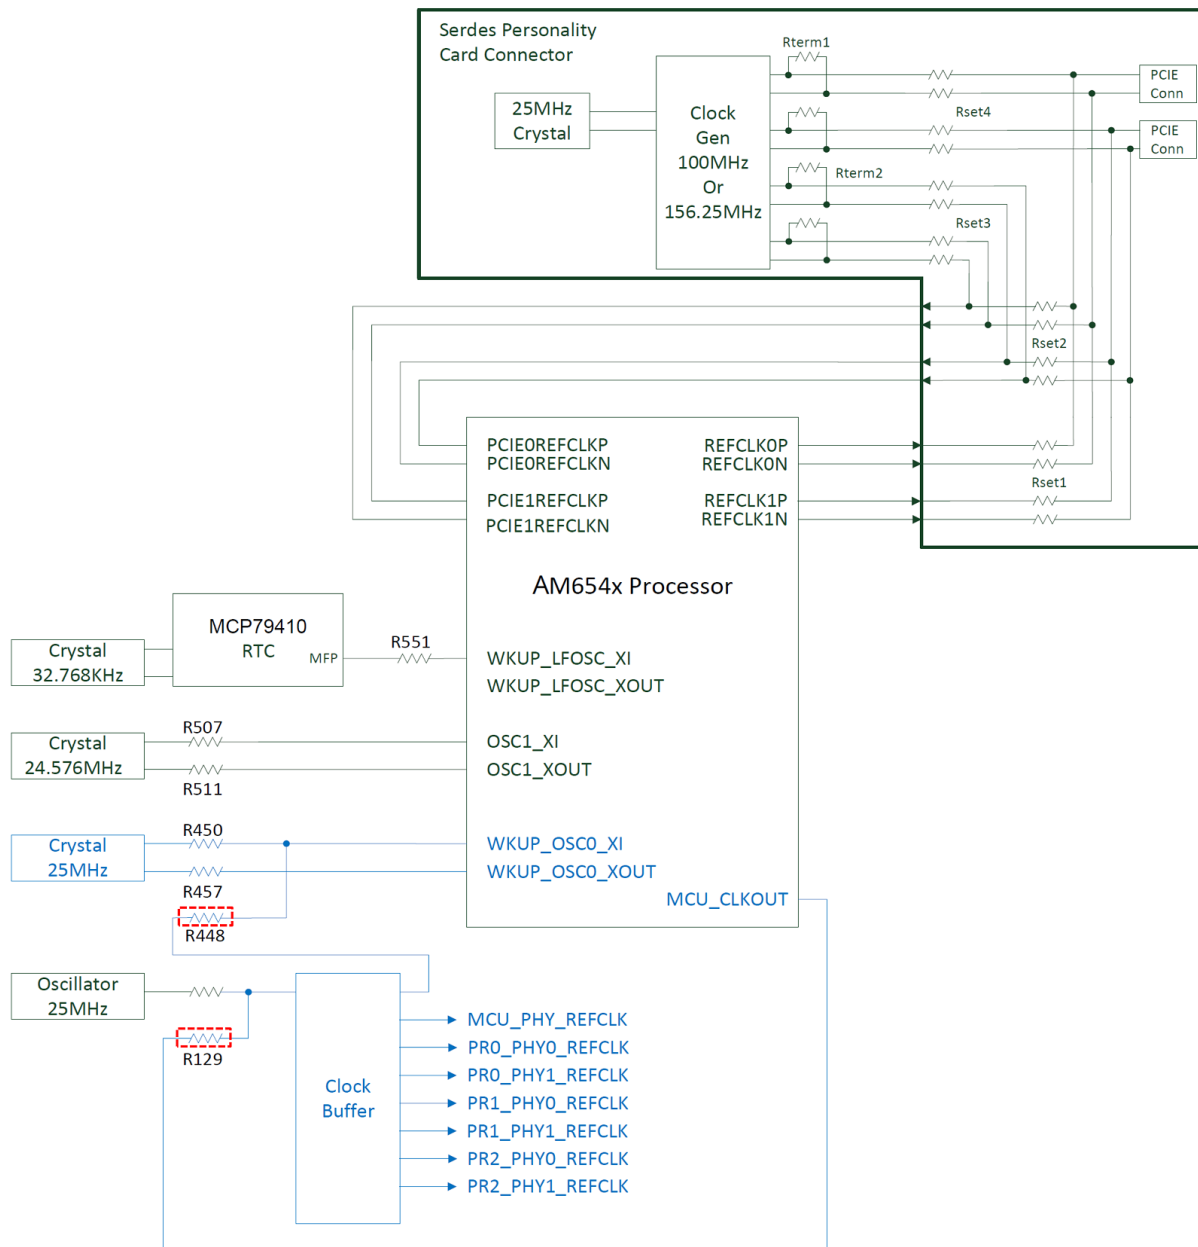 Serdes Personality
Card Connector
Rterm1
PCIE
Conn
25MHz
Crystal
Clock
Gen
100MHz
Or
156.25MHz
Rset4
PCIE
Conn
Rterm2
Rset3
Rset2
PCIE0REFCLKP
PCIE0REFCLKN
PCIE1REFCLKP
PCIE1REFCLKN
REFCLK0P
REFCLK0N
REFCLK1P
REFCLK1N
Rset1
AM654x Processor
MCP79410
RTC
MFP
R551
Crystal
32.768KHz
WKUP_LFOSC_XI
WKUP_LFOSC_XOUT
R507
Crystal
24.576MHz
R511
OSC1_XI
OSC1_XOUT
R450
Crystal
25MHz
R457
WKUP_OSC0_XI
WKUP_OSC0_XOUT
MCU_CLKOUT
R448
Oscillator
25MHz
R129
Clock
Buffer
MCU_PHY_REFCLK
PR0_PHY0_REFCLK
PR0_PHY1_REFCLK
PR1_PHY0_REFCLK
PR1_PHY1_REFCLK
PR2_PHY0_REFCLK
PR2_PHY1_REFCLK